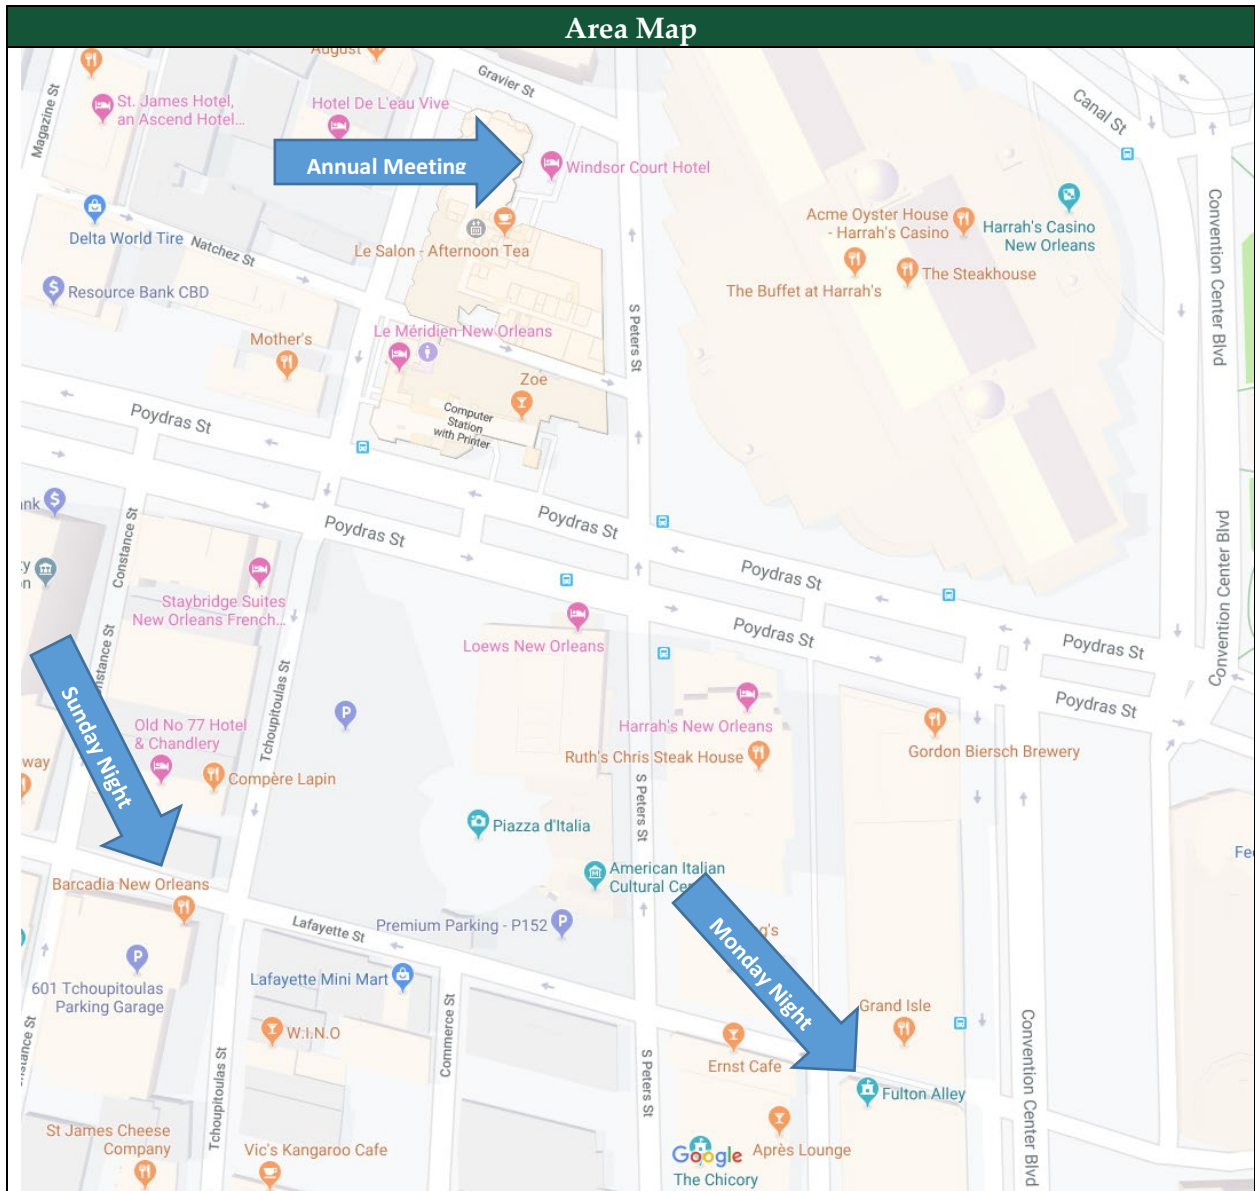 Area Map
August
Gravier St
Canal St
Magazine St
St. James Hotel,
an Ascend Hotel...
Hotel De L'eau Vive
Annual Meeting
Windsor Court Hotel
Convention Center Blvd
Acme Oyster House
- Harrah's Casino
Harrah's Casino
New Orleans
Delta World Tire
Natchez St
Le Salon - Afternoon Tea
The Steakhouse
The Buffet at Harrah's
Resource Bank CBD
S Peters St
Le Méridien New Orleans
Mother's
Zoe
Computer
Station
with Printer
Poydras St
Poydras St
Poydras St
Poydras St
Poydras St
Poydras St
Poydras St
Constance St
Convention Center Blvd
Staybridge Suites
New Orleans French...
Loews New Orleans
Sunday Night
Tchoupitoulas St
P
Old No 77 Hotel
& Chandlery
Harrah's New Orleans
Ruth's Chris Steak House
Gordon Biersch Brewery
way
Compère Lapin
S Peters St
Piazza d'Italia
American Italian
Cultural Ce
Fe
Barcadia New Orleans
Lafayette St
Premium Parking - P152
P
Monday Night
g's
P
601 Tchoupitoulas
Parking Garage
Lafayette Mini Mart
Commerce St
Grand Isle
W.I.N.O
Ernst Cafe
Fulton Alley
S Peters St
Convention Center Blvd
Tchoupitoulas St
St James Cheese
Company
Vic's Kangaroo Cafe
Google
Après Lounge
The Chicory